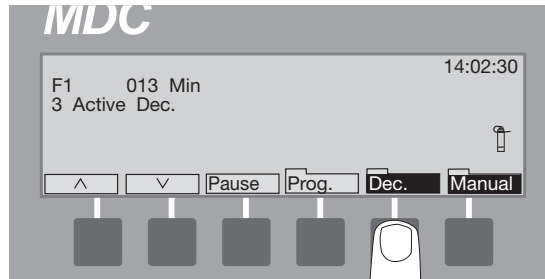 MDC
14:02:30
F1 013 Min
3 Active Dec.
∧ ∨ Pause Prog. Dec. Manual